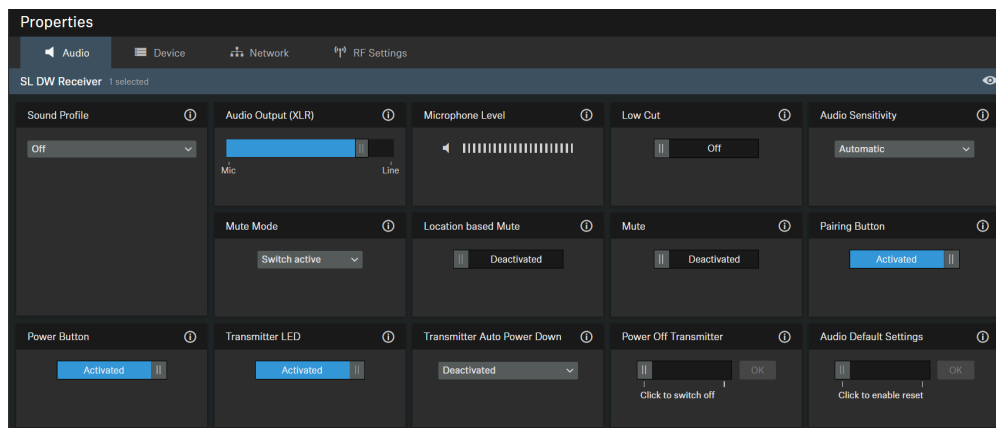 Properties
Audio
Device
Network
RF Settings
SL DW Receiver 1 selected
Sound Profile
Off
Audio Output (XLR)
Mic
Line
Microphone Level
Low Cut
Off
Audio Sensitivity
Automatic
Mute Mode
Switch active
Location based Mute
Deactivated
Mute
Deactivated
Pairing Button
Activated
Power Button
Activated
Transmitter LED
Activated
Transmitter Auto Power Down
Deactivated
Power Off Transmitter
OK
Click to switch off
Audio Default Settings
OK
Click to enable reset